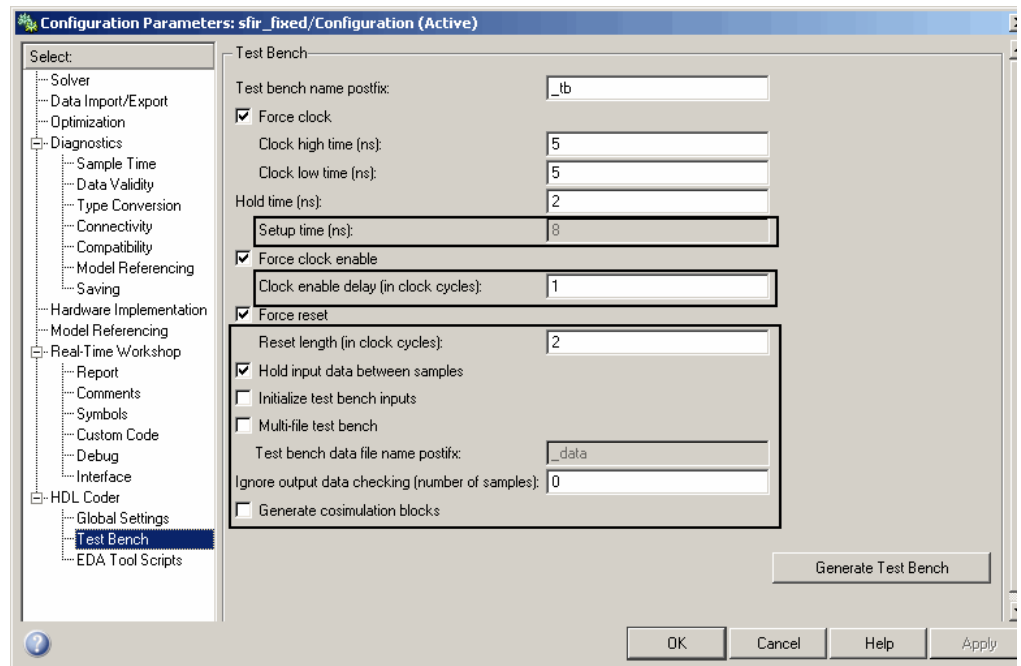 Configuration Parameters: sfir_fixed/Configuration (Active)
Select:
Solver
Data Import/Export
Optimization
Diagnostics
Sample Time
Data Validity
Type Conversion
Connectivity
Compatibility
Model Referencing
Saving
Hardware Implementation
Model Referencing
Real-Time Workshop
Report
Comments
Symbols
Custom Code
Debug
Interface
HDL Coder
Global Settings
Test Bench
EDA Tool Scripts
Test Bench
Test bench name postfix: _tb
Force clock
Clock high time (ns): 5
Clock low time (ns): 5
Hold time (ns): 2
Setup time (ns): 8
Force clock enable
Clock enable delay (in clock cycles): 1
Force reset
Reset length (in clock cycles): 2
Hold input data between samples
Initialize test bench inputs
Multi-file test bench
Test bench data file name postifx: _data
Ignore output data checking (number of samples): 0
Generate cosimulation blocks
Generate Test Bench
OK Cancel Help Apply